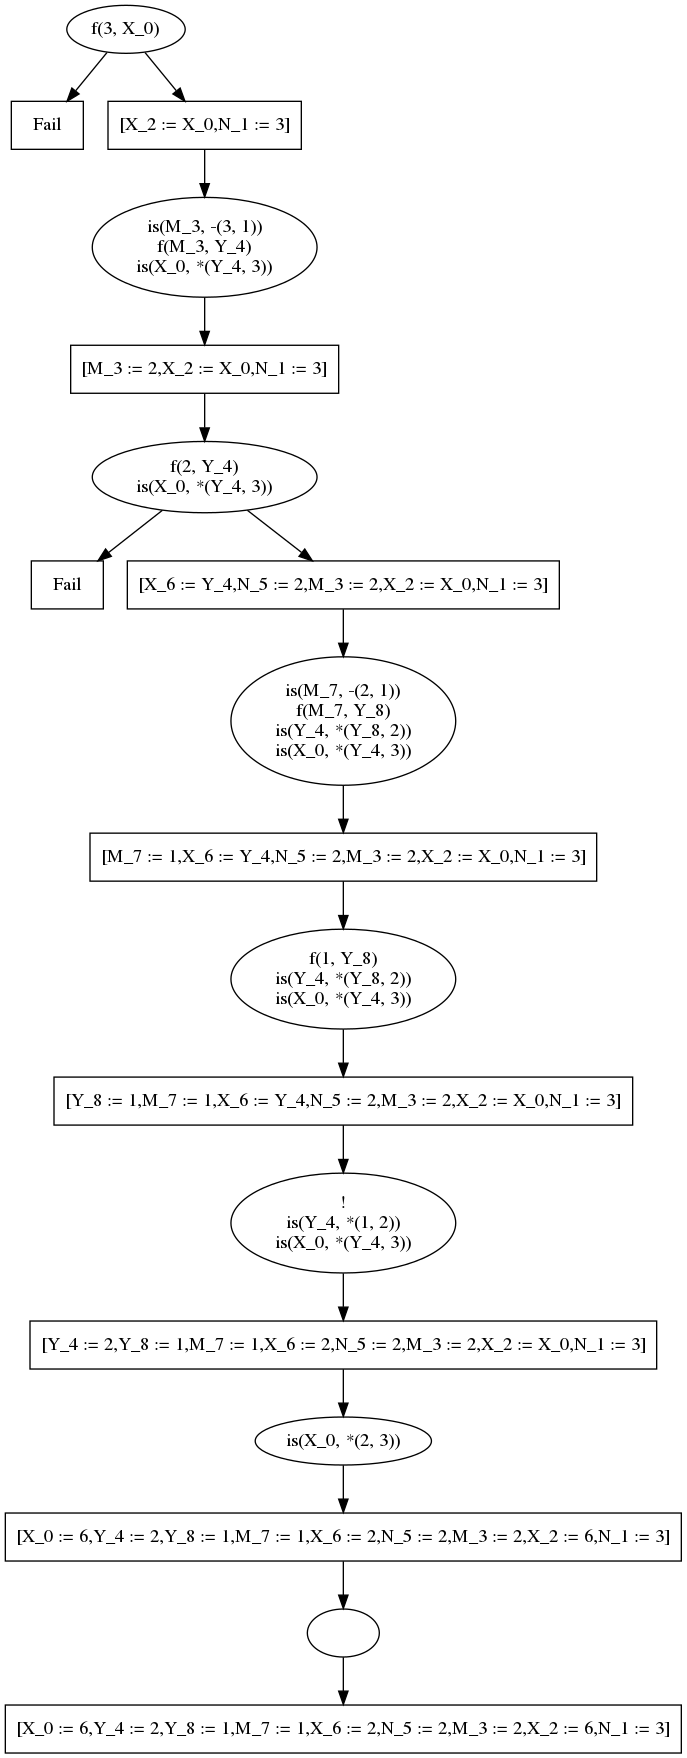 f(3, X_0)
Fail
[X_2 := X_0,N_1 := 3]
is(M_3, -(3, 1))
f(M_3, Y_4)
is(X_0, *(Y_4, 3))
[M_3 := 2,X_2 := X_0,N_1 := 3]
f(2, Y_4)
is(X_0, *(Y_4, 3))
Fail
[X_6 := Y_4,N_5 := 2,M_3 := 2,X_2 := X_0,N_1 := 3]
is(M_7, -(2, 1))
f(M_7, Y_8)
is(Y_4, *(Y_8, 2))
is(X_0, *(Y_4, 3))
[M_7 := 1,X_6 := Y_4,N_5 := 2,M_3 := 2,X_2 := X_0,N_1 := 3]
f(1, Y_8)
is(Y_4, *(Y_8, 2))
is(X_0, *(Y_4, 3))
[Y_8 := 1,M_7 := 1,X_6 := Y_4,N_5 := 2,M_3 := 2,X_2 := X_0,N_1 := 3]
!
is(Y_4, *(1, 2))
is(X_0, *(Y_4, 3))
[Y_4 := 2,Y_8 := 1,M_7 := 1,X_6 := 2,N_5 := 2,M_3 := 2,X_2 := X_0,N_1 := 3]
is(X_0, *(2, 3))
[X_0 := 6,Y_4 := 2,Y_8 := 1,M_7 := 1,X_6 := 2,N_5 := 2,M_3 := 2,X_2 := 6,N_1 := 3]
[X_0 := 6,Y_4 := 2,Y_8 := 1,M_7 := 1,X_6 := 2,N_5 := 2,M_3 := 2,X_2 := 6,N_1 := 3]